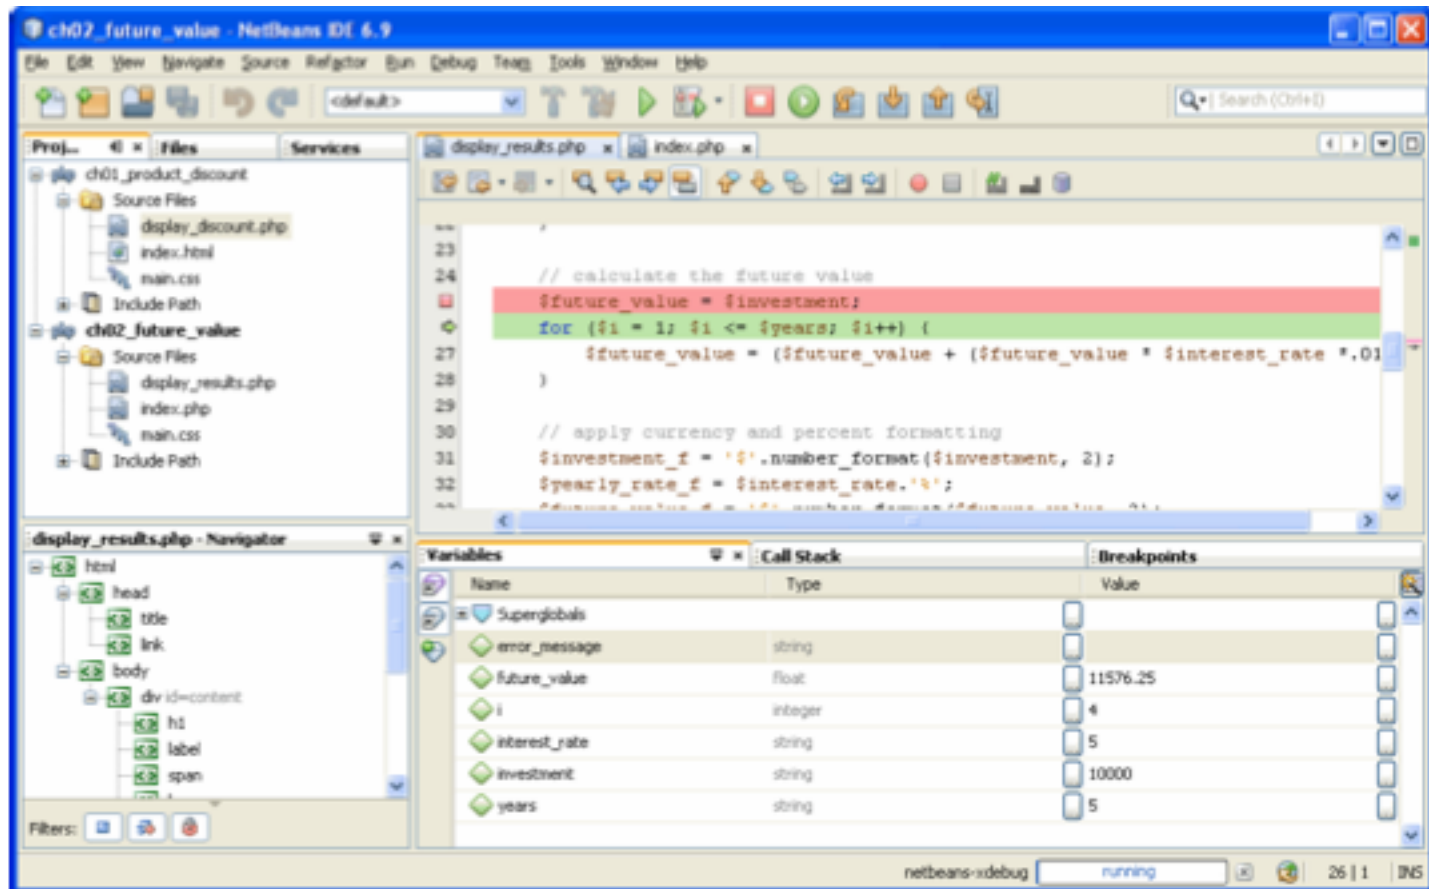 ch02_future_value - NetBeans IDE 6.9
File Edit View Navigate Source Refactor Run Debug Team Tools Window Help
<default>
Search (Ctrl+I)
Proj...
Files
Services
ch01_product_discount
Source Files
display_discount.php
index.html
main.css
Include Path
ch02_future_value
Source Files
display_results.php
index.php
main.css
Include Path
display_results.php
index.php
23
24 // calculate the future value
$future_value = $investment;
for ($i = 1; $i <= $years; $i++) {
27 $future_value = ($future_value + ($future_value * $interest_rate *.01
28 }
29
30 // apply currency and percent formatting
31 $investment_f = '$'.number_format($investment, 2);
32 $yearly_rate_f = $interest_rate.'%';
display_results.php - Navigator
html
head
title
link
body
div id=content
h1
label
span
Filters:
Variables
Call Stack
Breakpoints
Name Type Value
Superglobals
error_message string
future_value float 11576.25
i integer 4
interest_rate string 5
investment string 10000
years string 5
netbeans-xdebug running 26 | 1 INS